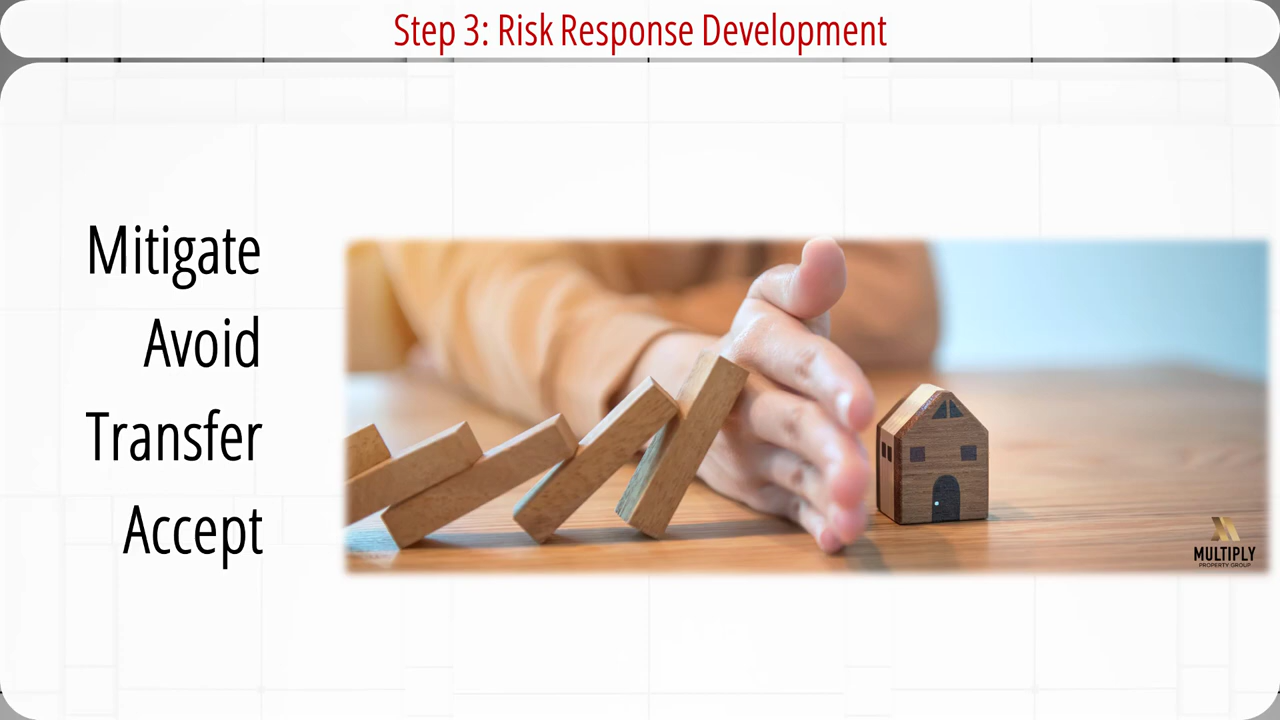 Step 3: Risk Response Development
Mitigate
Avoid
Transfer
Accept
MULTIPLY
PROPERTY GROUP